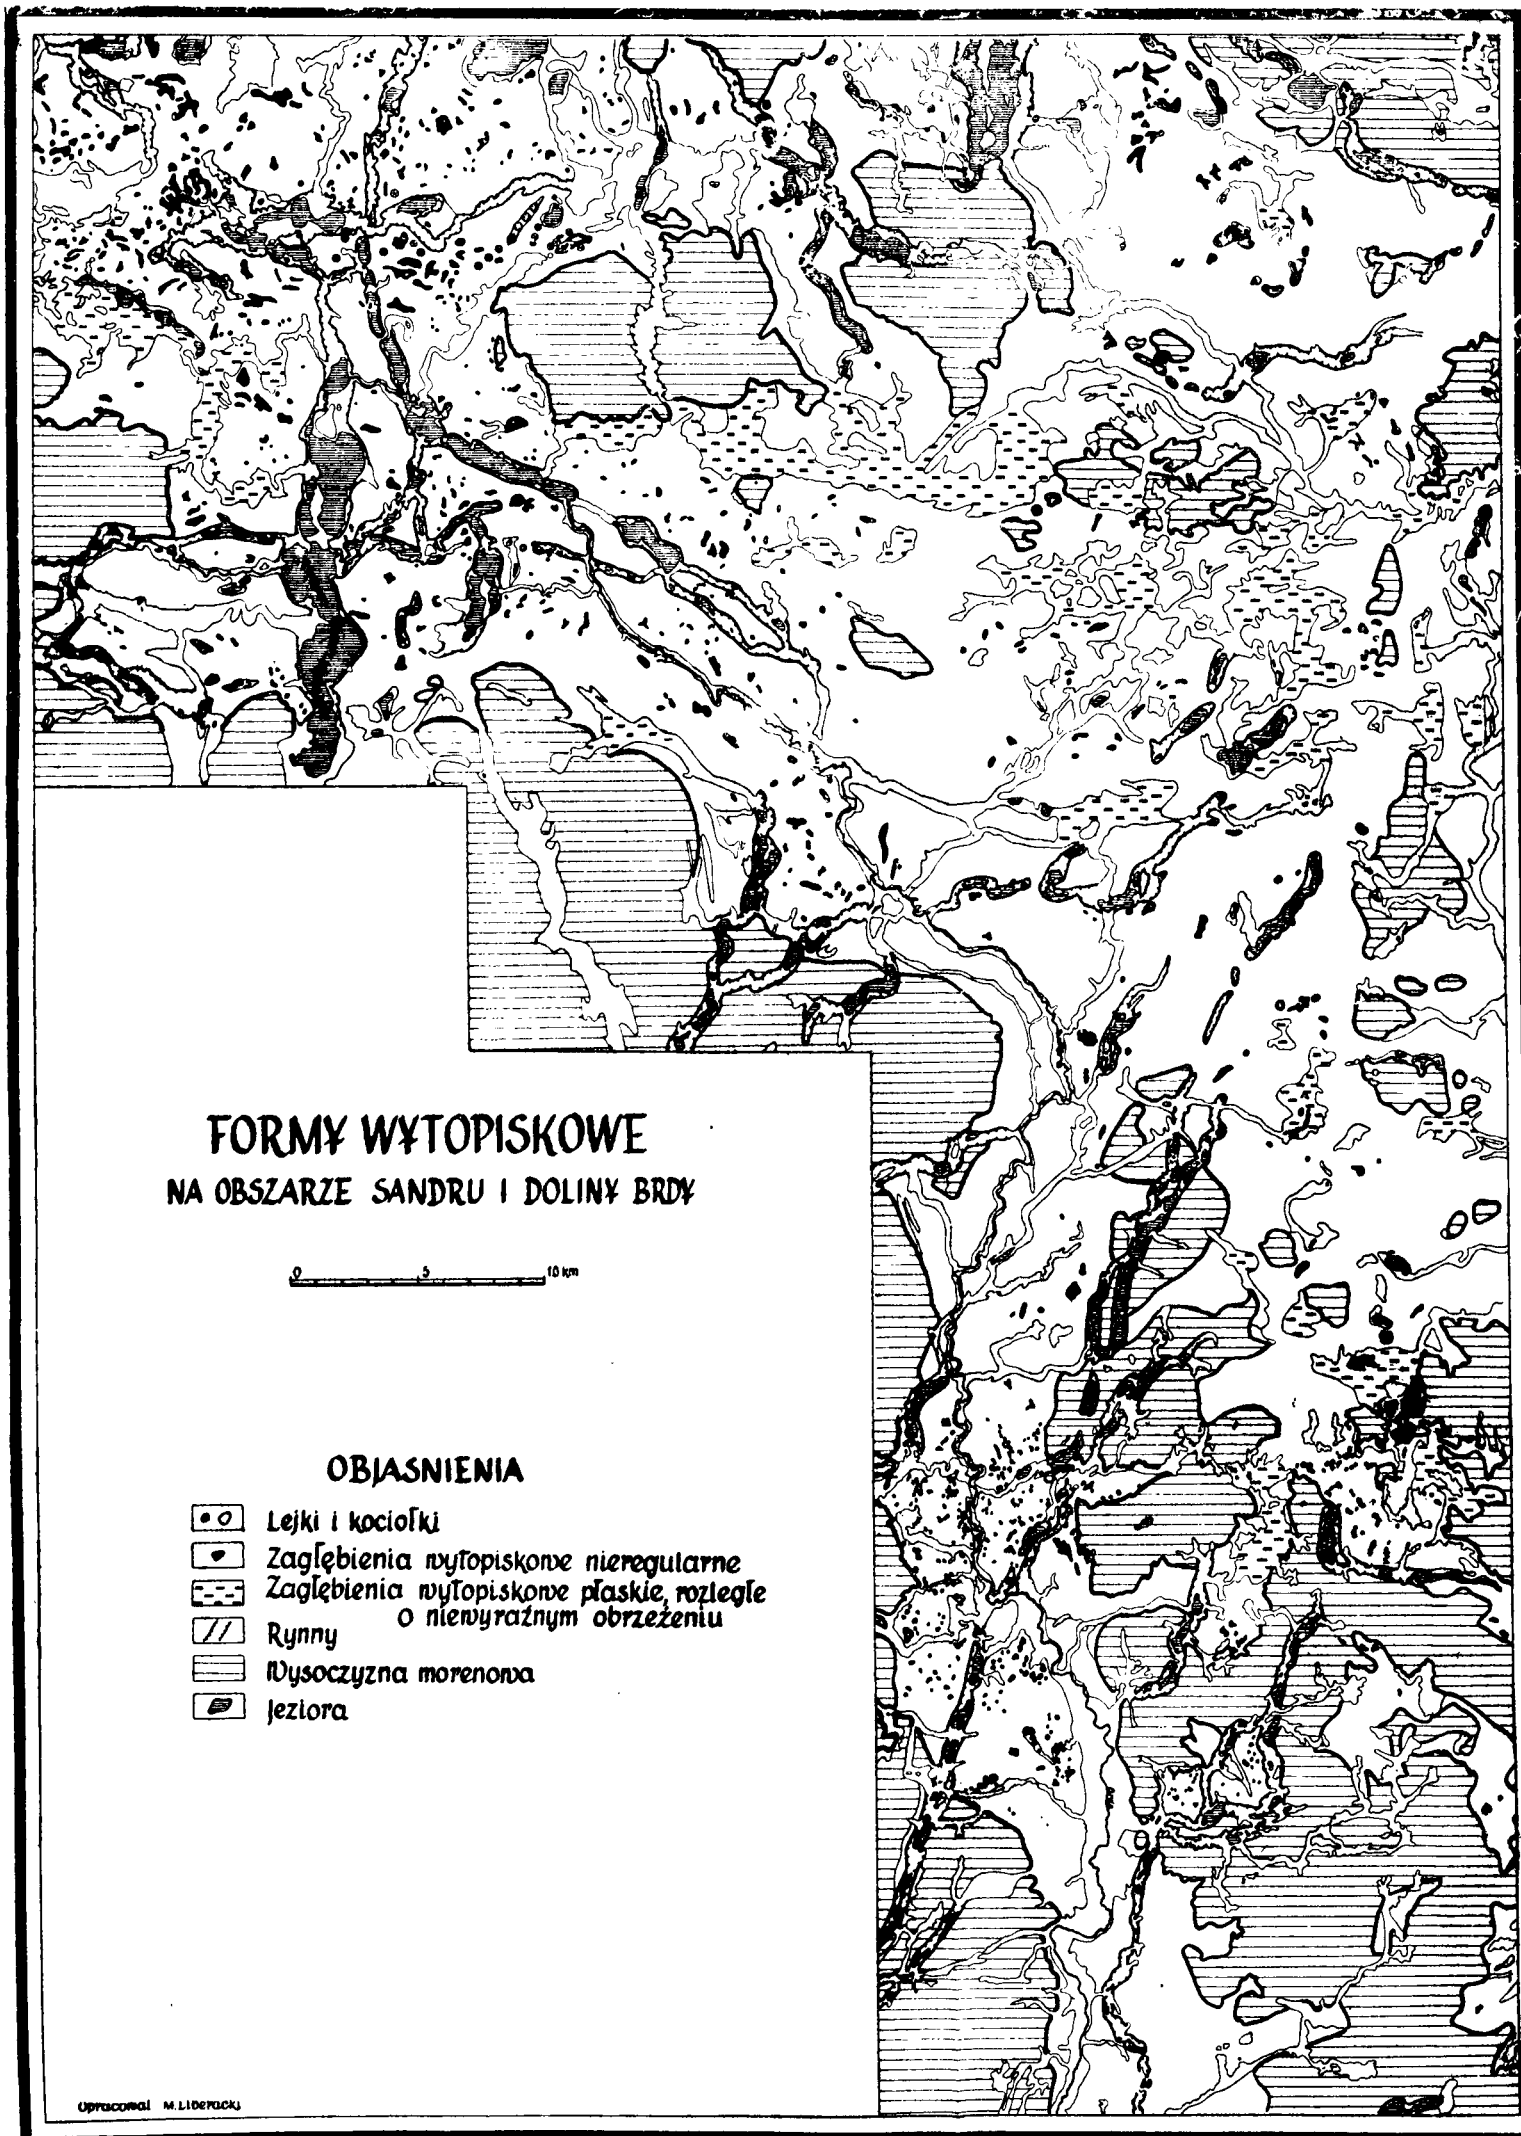 FORMY WYTOPISKOWE
NA OBSZARZE SANDRU I DOLINY BRDY
0 5 10 km
OBJASNIENIA
Lejki i kociołki
Zagłębienia wytopiskowe nieregularne
Zagłębienia wytopiskowe płaskie, rozległe
o niewyraźnym obrzeżeniu
Rynny
Wysoczyzna morenowa
Jeziora
Opracował M. Liberacki